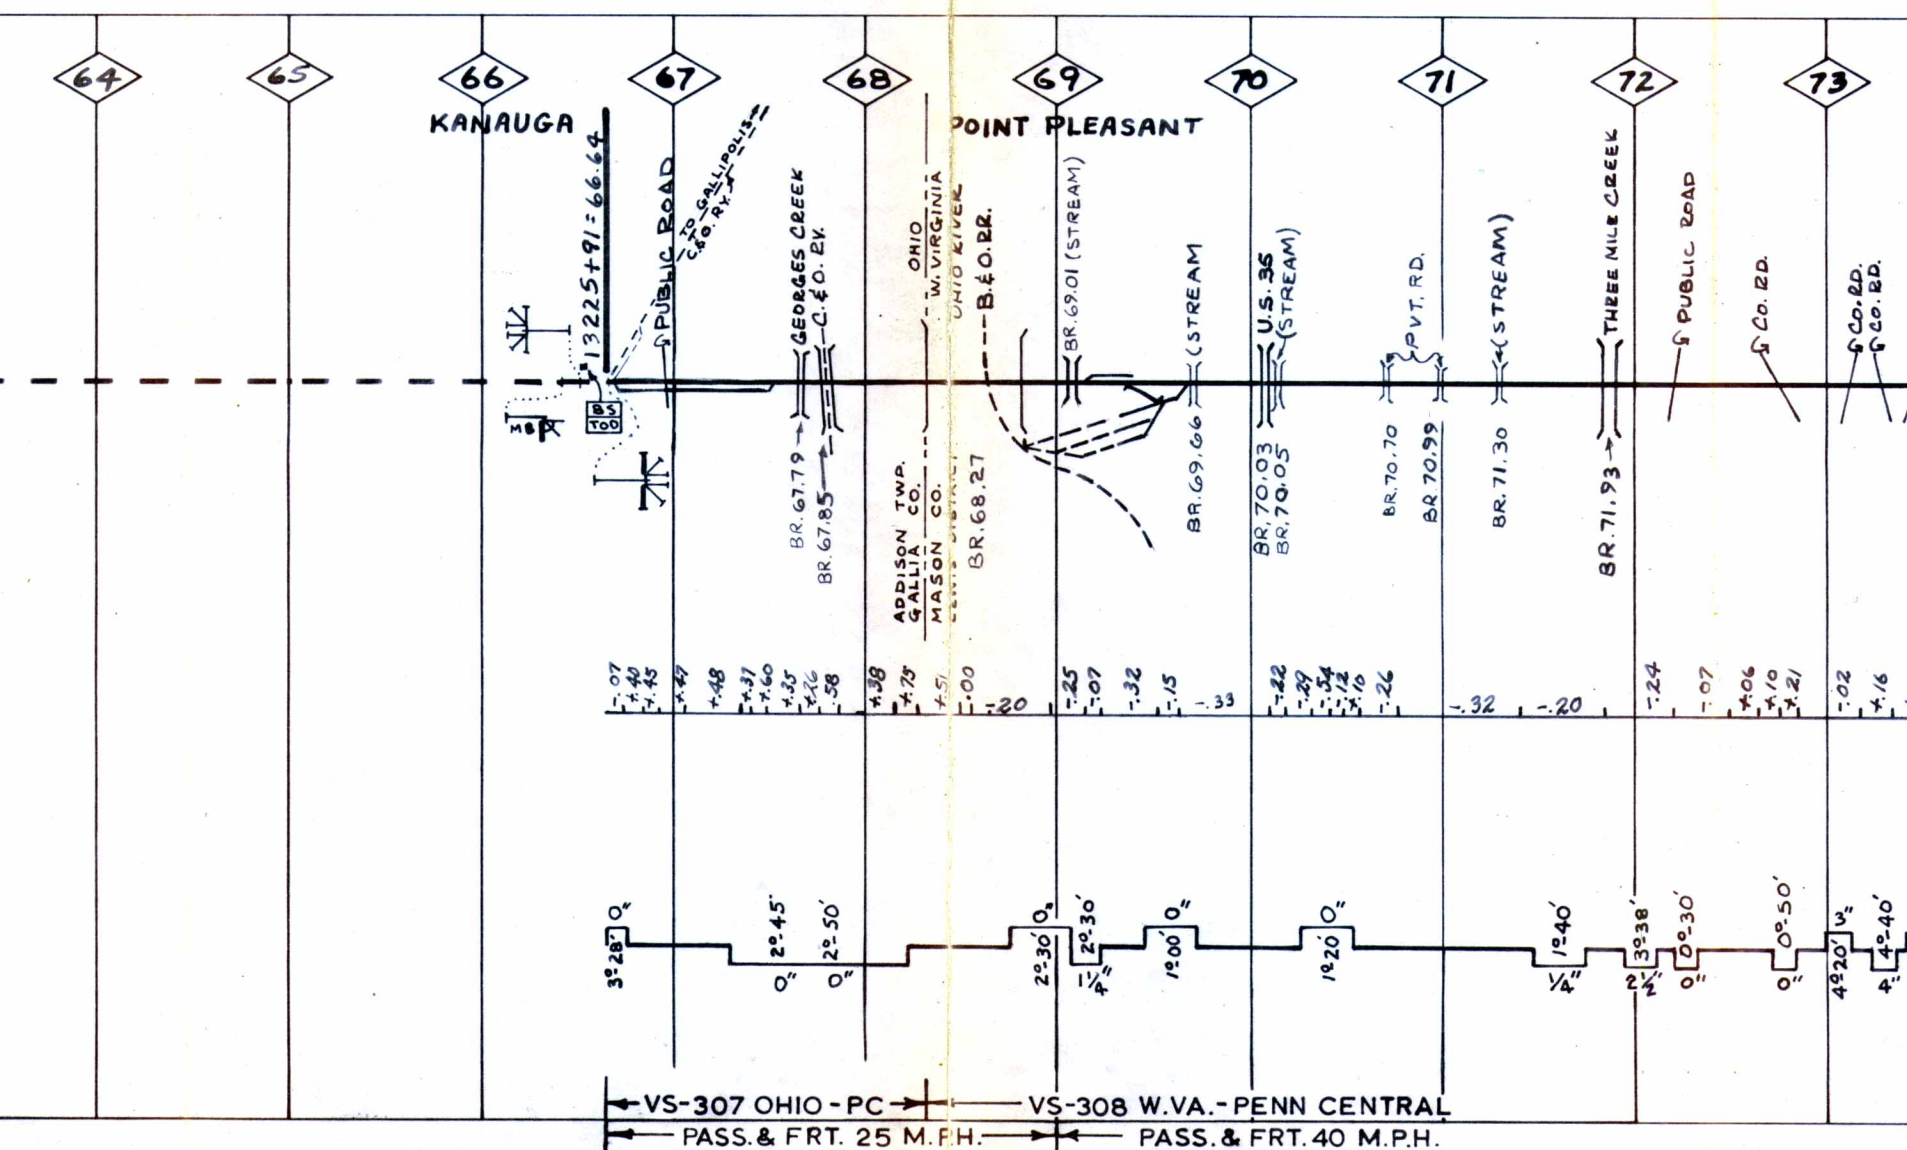 64
65
66
67
68
69
70
71
72
73
KANAUGA
POINT PLEASANT
13225+91=66.64
PUBLIC ROAD
TO GALLIPOLIS
C.&O. RY.
GEORGES CREEK
C.&O. RY.
OHIO
W. VIRGINIA
OHIO RIVER
B.&O.RR.
BR.69.01 (STREAM)
(STREAM
U.S.35
(STREAM)
PVT. RD.
(STREAM)
THREE MILE CREEK
PUBLIC ROAD
CO. RD.
CO. RD.
CO. RD.
BS
TOD
BR.67.79
BR.67.85
ADDISON TWP.
GALLIA CO.
MASON CO.
BR.68.27
BR.69.66
BR.70.03
BR.70.05
BR.70.70
BR.70.99
BR.71.30
BR.71.93
-.07
+.40
+.45
+.47
+.48
+.37
+.60
+.35
+.26
.58
+.38
+.75
+.51
.00
-.20
-.25
-.07
-.32
-.15
-.33
-.22
-.29
-.54
-.12
+.10
-.26
-.32
-.20
-.24
-.07
+.06
+.10
+.21
-.02
+.16
3°-28' 0"
2°-45' 0"
2°-50' 0"
2°-30' 0"
2°-30' 1¼"
1°00' 0"
1°20' 0"
1°-40' ¼"
3°-38' 2½"
0°-30' 0"
0°-50' 0"
4°20' 3"
4°-40' 4"
VS-307 OHIO-PC
VS-308 W.VA.-PENN CENTRAL
PASS.& FRT. 25 M.P.H.
PASS.& FRT. 40 M.P.H.